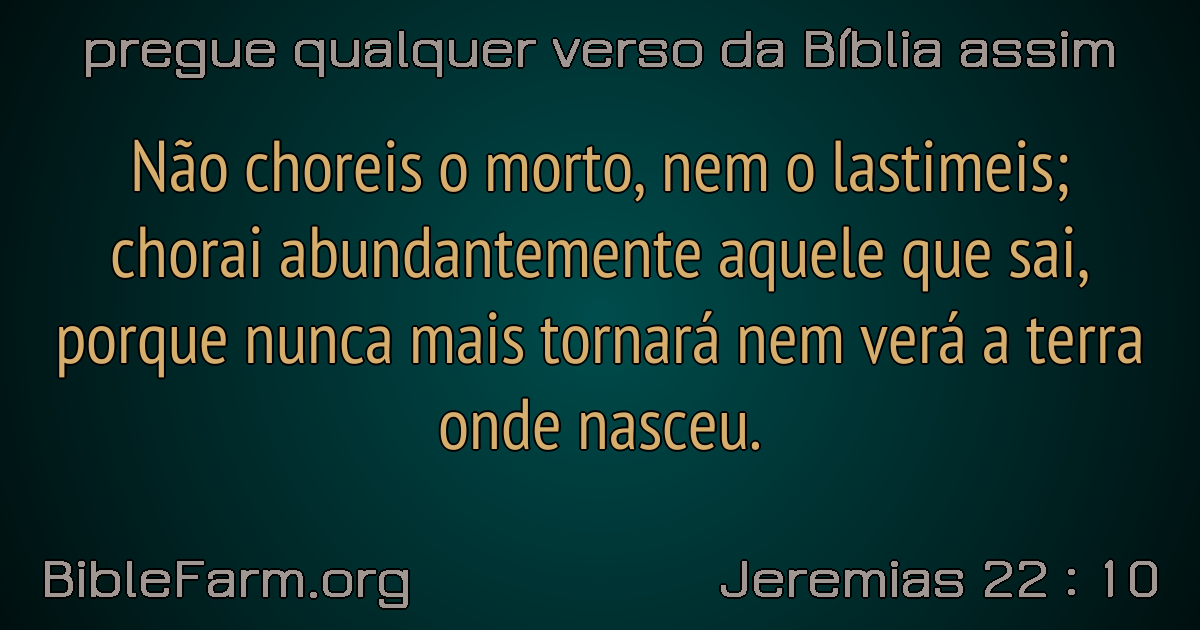 pregue qualquer verso da Bíblia assim
Não choreis o morto, nem o lastimeis;
chorai abundantemente aquele que sai,
porque nunca mais tornará nem verá a terra
onde nasceu.
BibleFarm.org
Jeremias 22 : 10